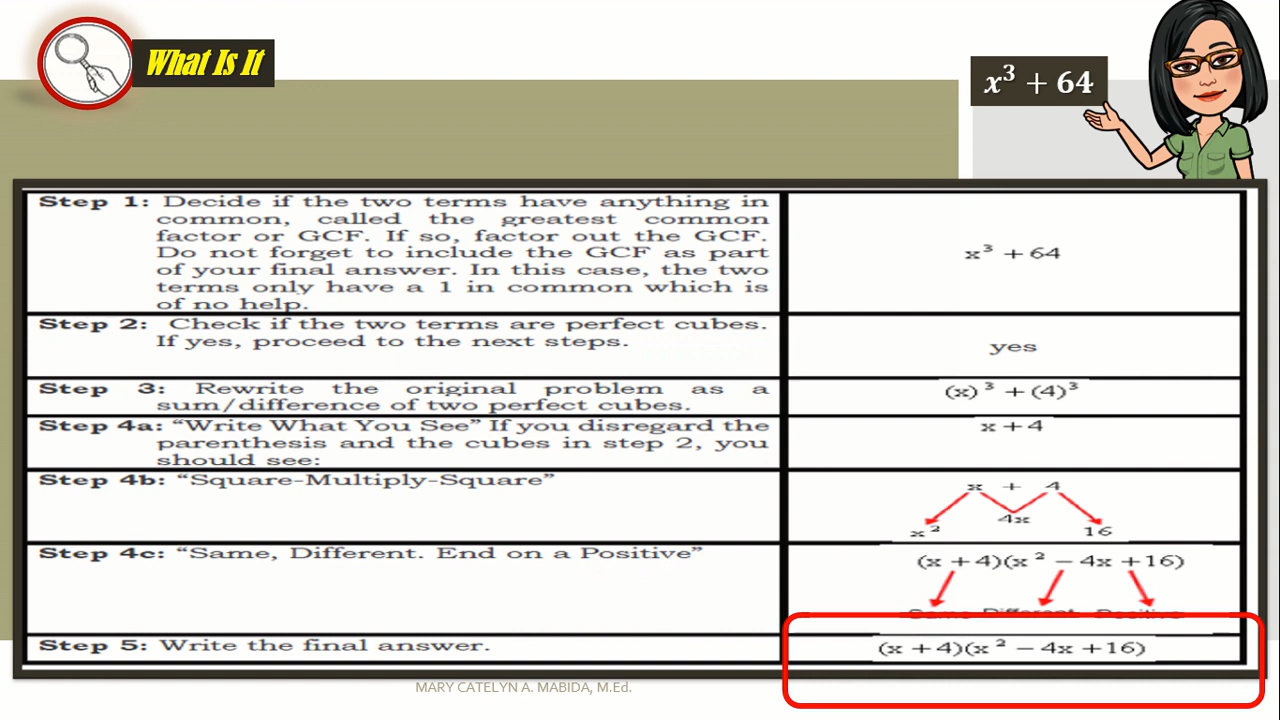 What Is It
x³ + 64
Step 1: Decide if the two terms have anything in
common, called the greatest common
factor or GCF. If so, factor out the GCF.
Do not forget to include the GCF as part
of your final answer. In this case, the two
terms only have a 1 in common which is
of no help.
x³ + 64
Step 2: Check if the two terms are perfect cubes.
If yes, proceed to the next steps.
yes
Step 3: Rewrite the original problem as a
sum/difference of two perfect cubes.
(x)³ + (4)³
Step 4a: “Write What You See” If you disregard the
parenthesis and the cubes in step 2, you
should see:
x + 4
Step 4b: “Square-Multiply-Square”
x + 4
4x
x² 16
Step 4c: “Same, Different. End on a Positive”
(x + 4)(x² − 4x + 16)
Same Different Positive
Step 5: Write the final answer.
(x + 4)(x² − 4x + 16)
MARY CATELYN A. MABIDA, M.Ed.